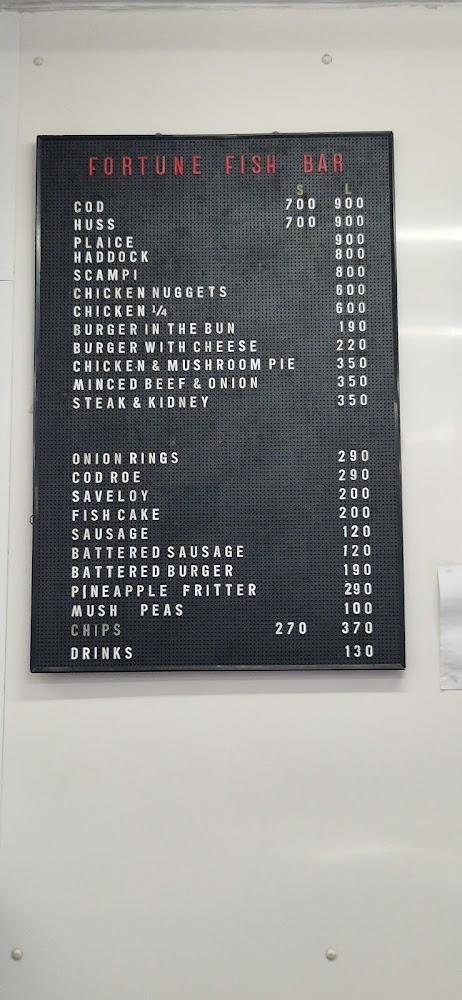 FORTUNE FISH BAR
S L
COD 700 900
HUSS 700 900
PLAICE 900
HADDOCK 800
SCAMPI 800
CHICKEN NUGGETS 600
CHICKEN ¼ 600
BURGER IN THE BUN 190
BURGER WITH CHEESE 220
CHICKEN & MUSHROOM PIE 350
MINCED BEEF & ONION 350
STEAK & KIDNEY 350
ONION RINGS 290
COD ROE 290
SAVELOY 200
FISH CAKE 200
SAUSAGE 120
BATTERED SAUSAGE 120
BATTERED BURGER 190
PINEAPPLE FRITTER 290
MUSH PEAS 100
CHIPS 270 370
DRINKS 130